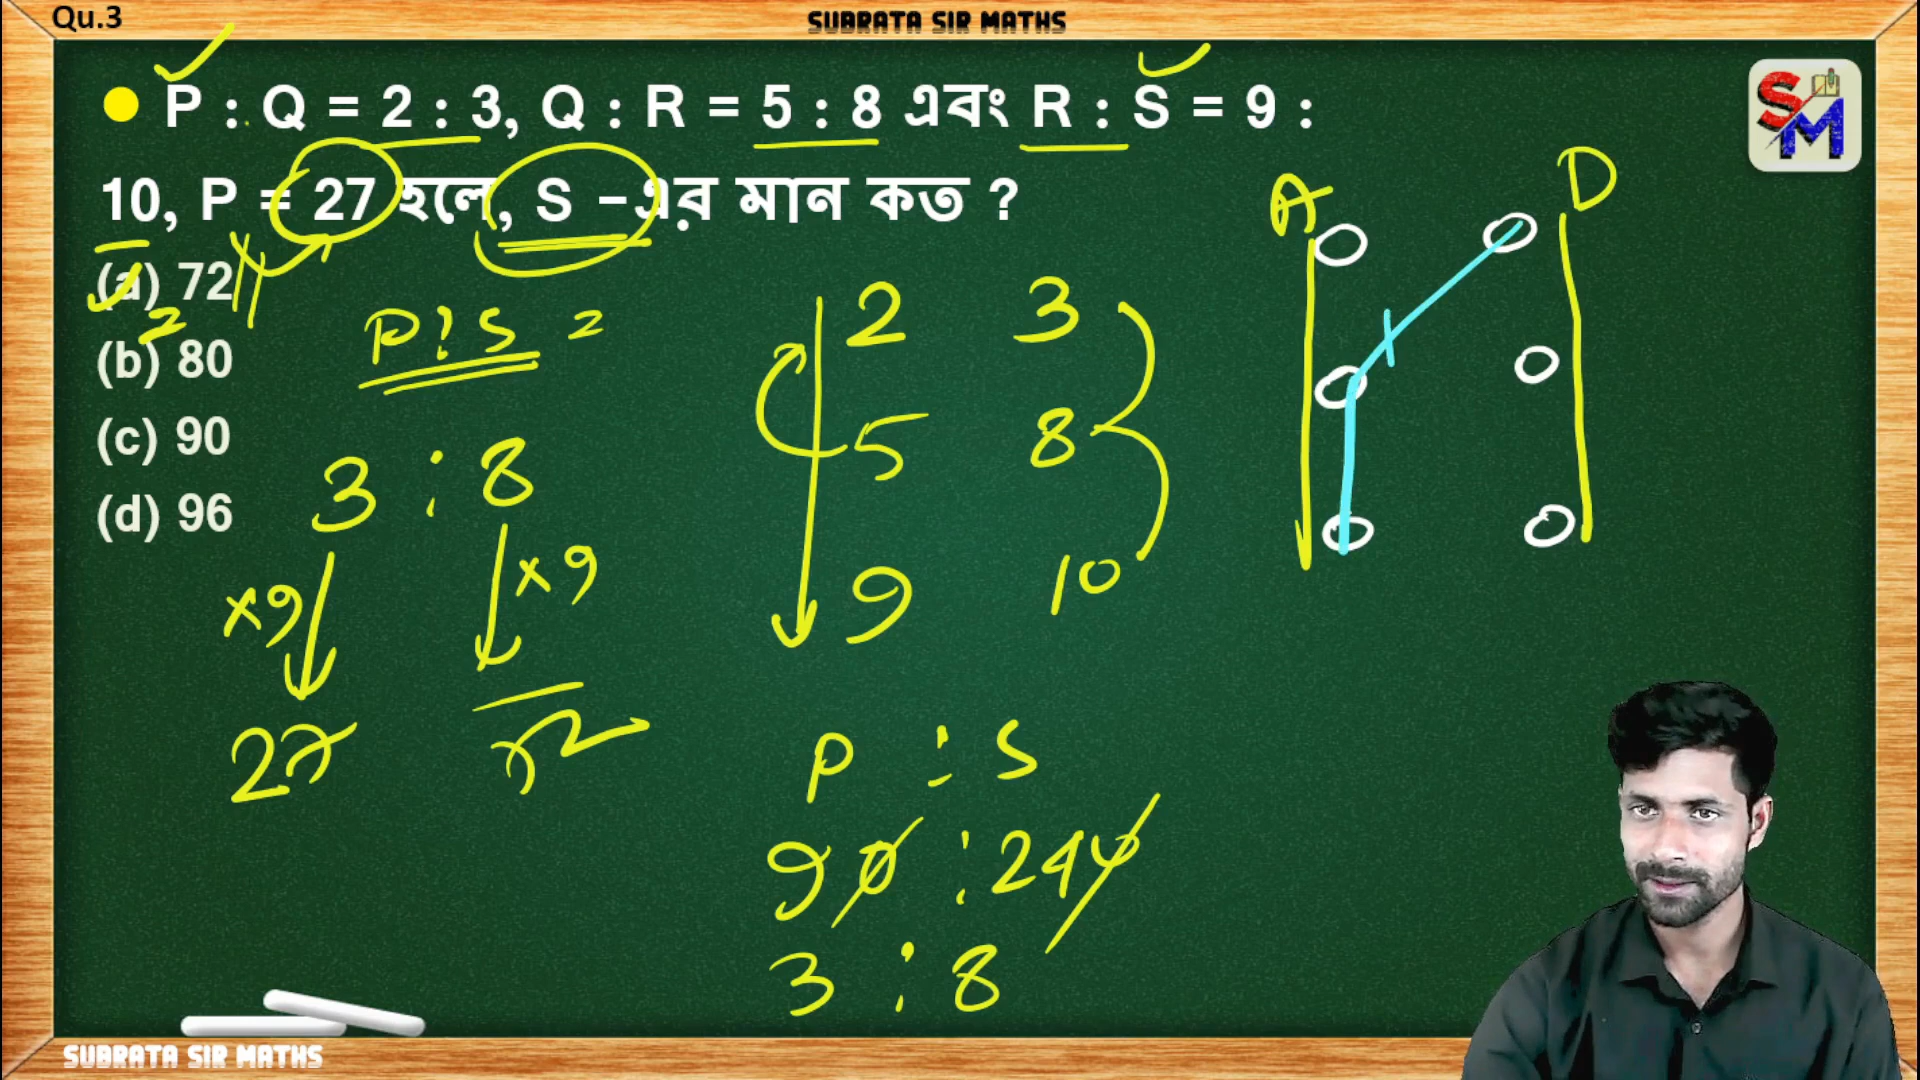 Qu.3
SUBRATA SIR MATHS
P : Q = 2 : 3, Q : R = 5 : 8 এবং R : S = 9 :
10, P = 27 হলে, S -এর মান কত ?
(a) 72
(b) 80
(c) 90
(d) 96
P : S =
3 : 8
×9 ×9
27 72
2 3
5 8
9 10
P : S
90 : 240
3 : 8
A D
SM
SUBRATA SIR MATHS